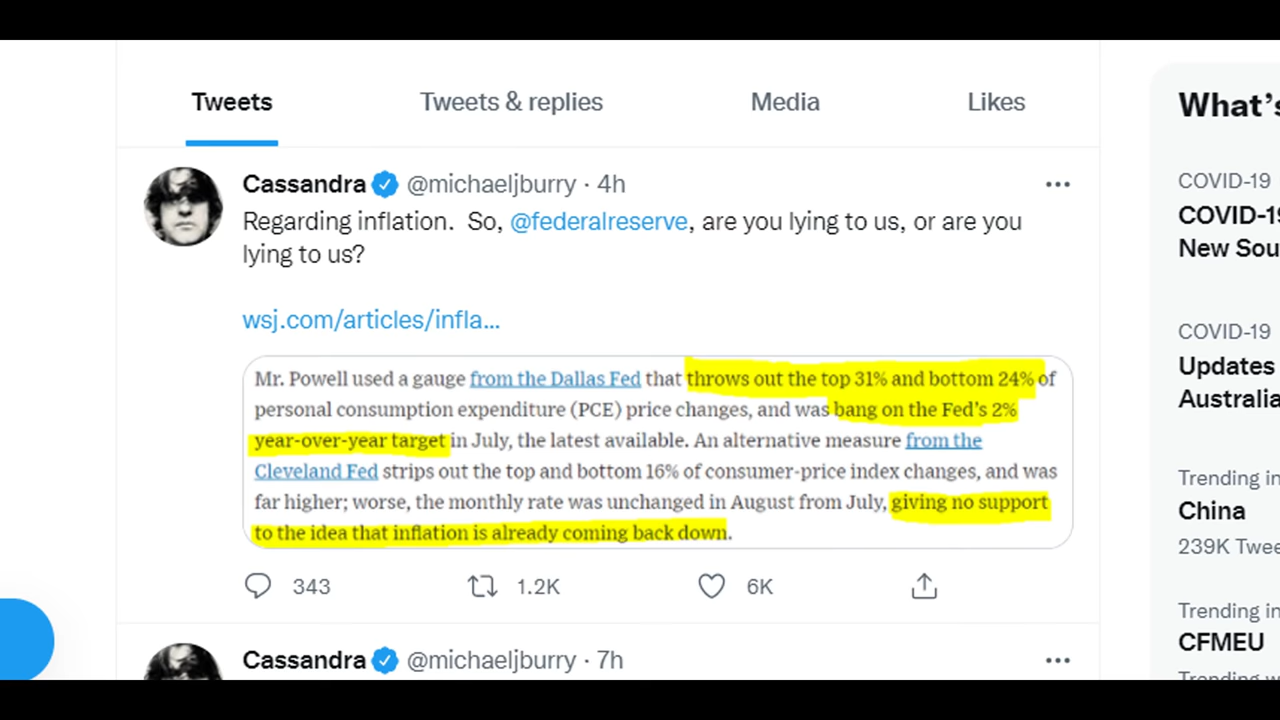 Tweets
Tweets & replies
Media
Likes
Cassandra @michaeljburry · 4h
Regarding inflation.  So, @federalreserve, are you lying to us, or are you
lying to us?
wsj.com/articles/infla...
Mr. Powell used a gauge from the Dallas Fed that throws out the top 31% and bottom 24% of
personal consumption expenditure (PCE) price changes, and was bang on the Fed's 2%
year-over-year target in July, the latest available. An alternative measure from the
Cleveland Fed strips out the top and bottom 16% of consumer-price index changes, and was
far higher; worse, the monthly rate was unchanged in August from July, giving no support
to the idea that inflation is already coming back down.
343
1.2K
6K
Cassandra @michaeljburry · 7h
What's
COVID-19
COVID-19
New Sou
COVID-19
Updates
Australia
Trending in
China
239K Twee
Trending in
CFMEU